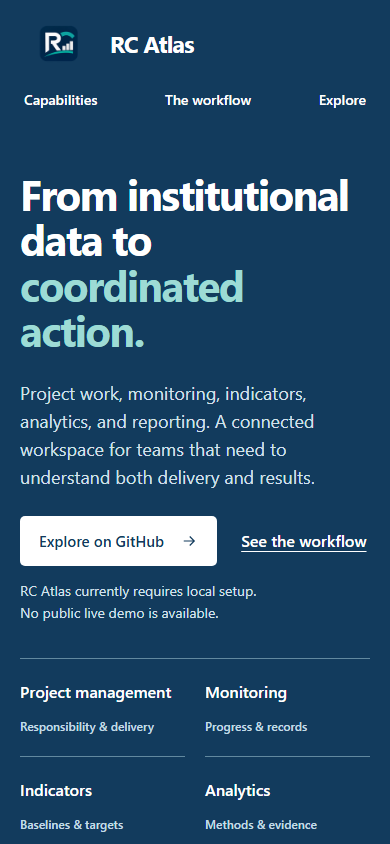 RC
RC Atlas
Capabilities
The workflow
Explore
From institutional
data to
coordinated
action.
Project work, monitoring, indicators,
analytics, and reporting. A connected
workspace for teams that need to
understand both delivery and results.
Explore on GitHub →
See the workflow
RC Atlas currently requires local setup.
No public live demo is available.
Project management
Responsibility & delivery
Monitoring
Progress & records
Indicators
Baselines & targets
Analytics
Methods & evidence